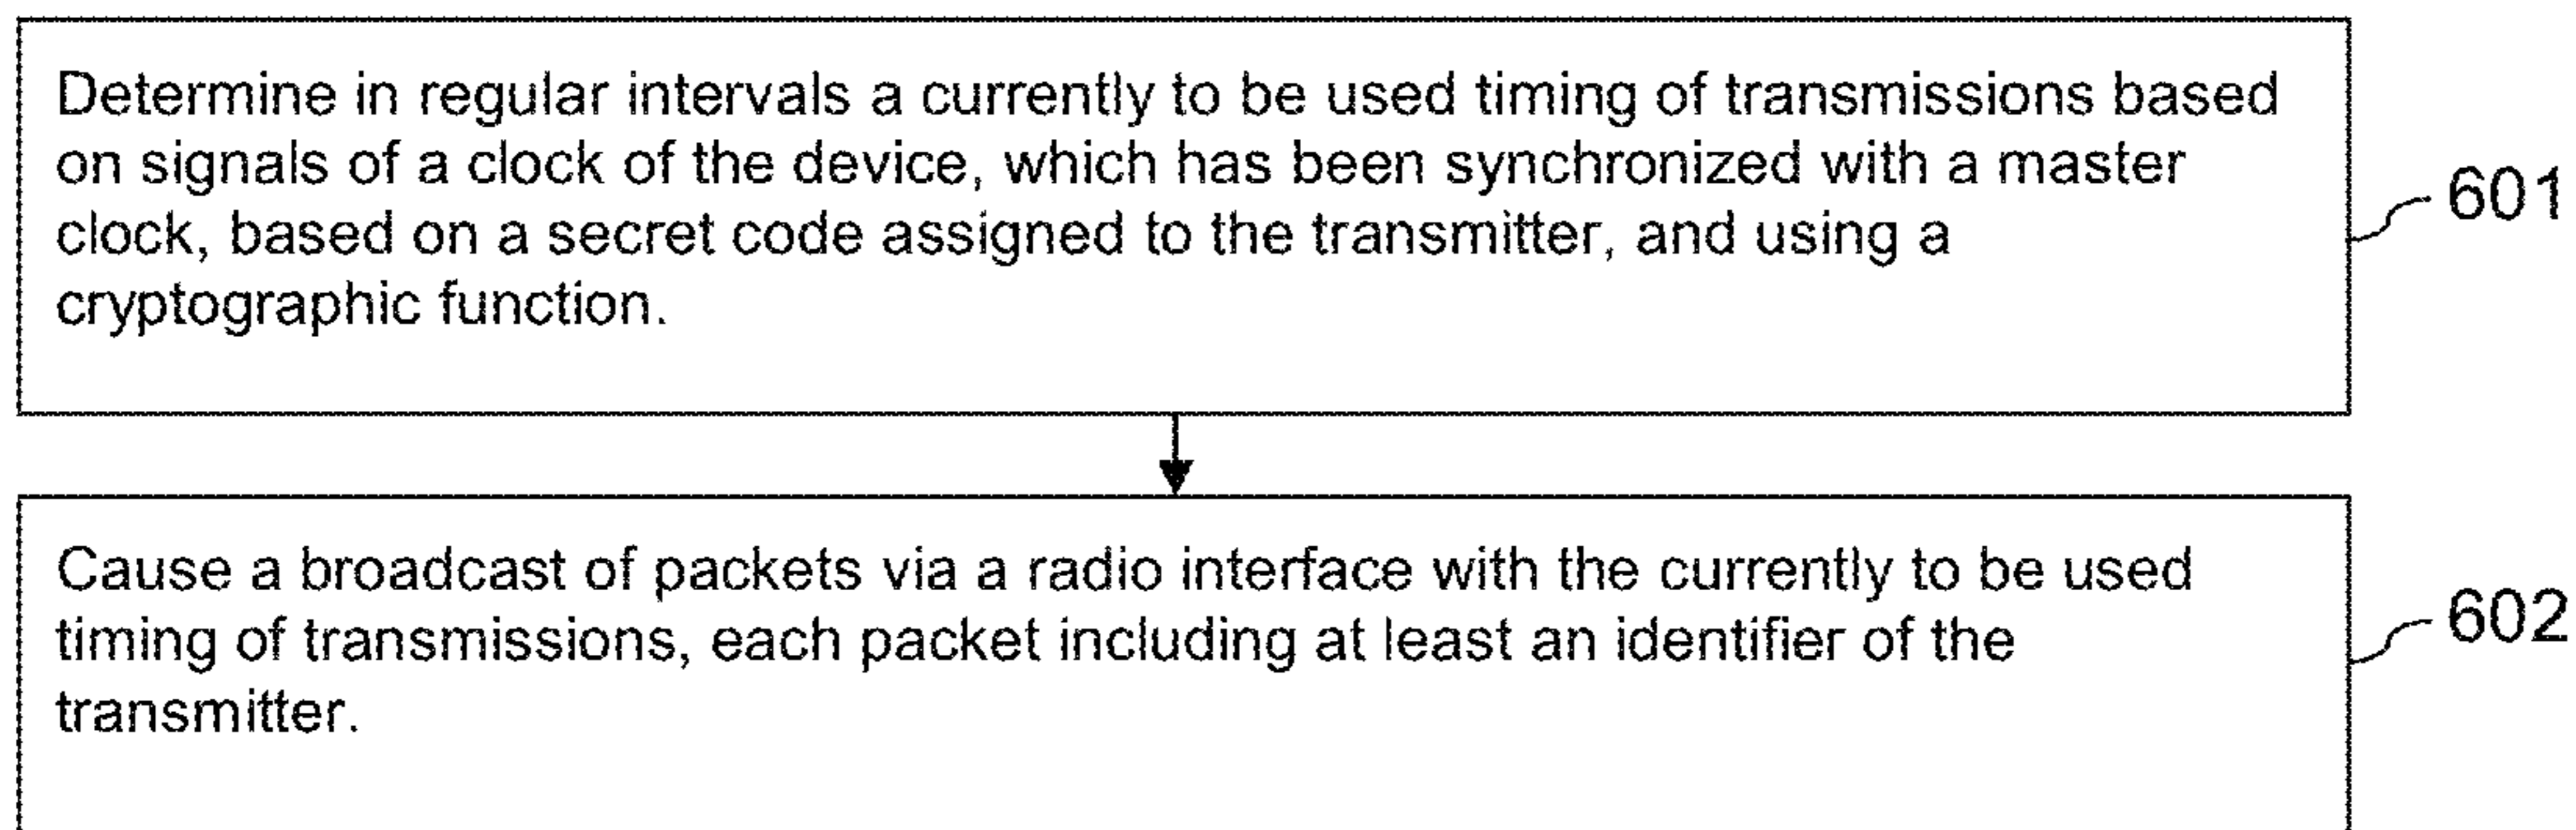 Determine in regular intervals a currently to be used timing of transmissions based
on signals of a clock of the device, which has been synchronized with a master
clock, based on a secret code assigned to the transmitter, and using a
cryptographic function.
601
Cause a broadcast of packets via a radio interface with the currently to be used
timing of transmissions, each packet including at least an identifier of the
transmitter.
602